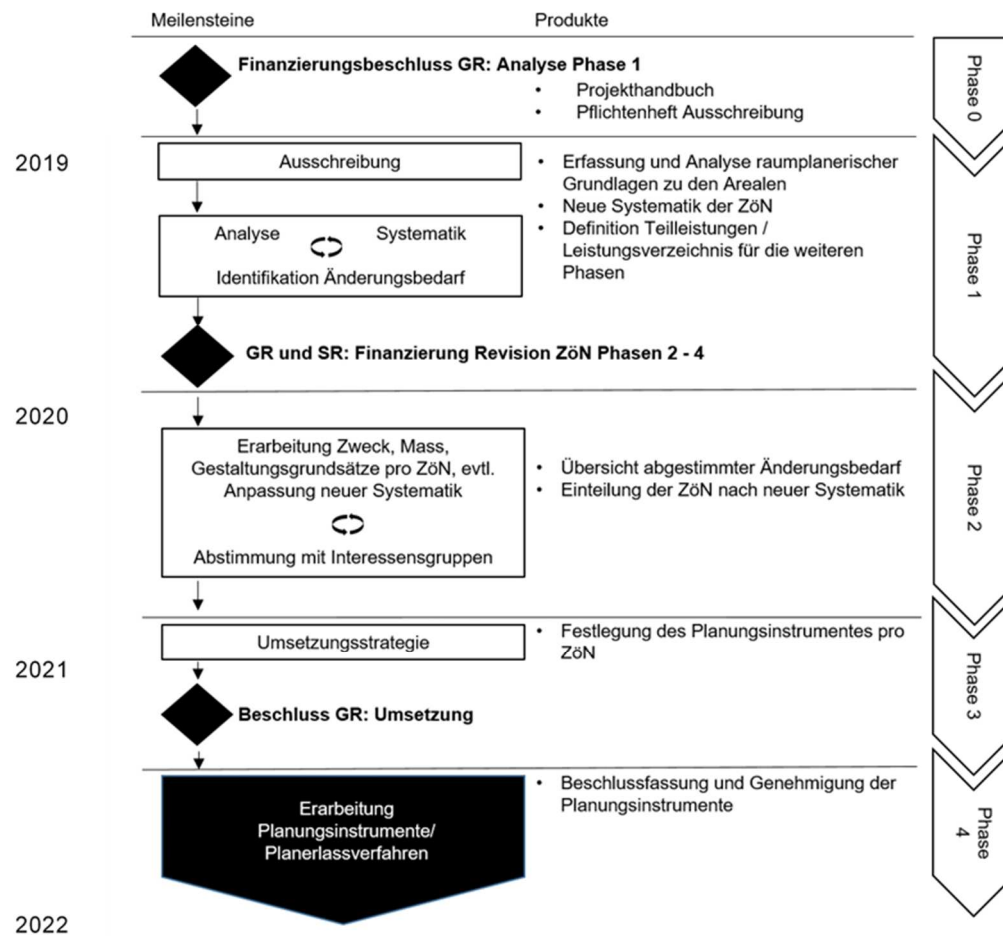 Meilensteine
Produkte
Finanzierungsbeschluss GR: Analyse Phase 1
• Projekthandbuch
• Pflichtenheft Ausschreibung
Phase 0
2019
Ausschreibung
• Erfassung und Analyse raumplanerischer
Grundlagen zu den Arealen
• Neue Systematik der ZöN
• Definition Teilleistungen /
Leistungsverzeichnis für die weiteren
Phasen
Analyse
Systematik
Identifikation Änderungsbedarf
Phase 1
GR und SR: Finanzierung Revision ZöN Phasen 2 - 4
2020
Erarbeitung Zweck, Mass,
Gestaltungsgrundsätze pro ZöN, evtl.
Anpassung neuer Systematik
Abstimmung mit Interessensgruppen
• Übersicht abgestimmter Änderungsbedarf
• Einteilung der ZöN nach neuer Systematik
Phase 2
Umsetzungsstrategie
• Festlegung des Planungsinstrumentes pro
ZöN
2021
Beschluss GR: Umsetzung
Phase 3
Erarbeitung
Planungsinstrumente/
Planerlassverfahren
• Beschlussfassung und Genehmigung der
Planungsinstrumente
Phase
4
2022